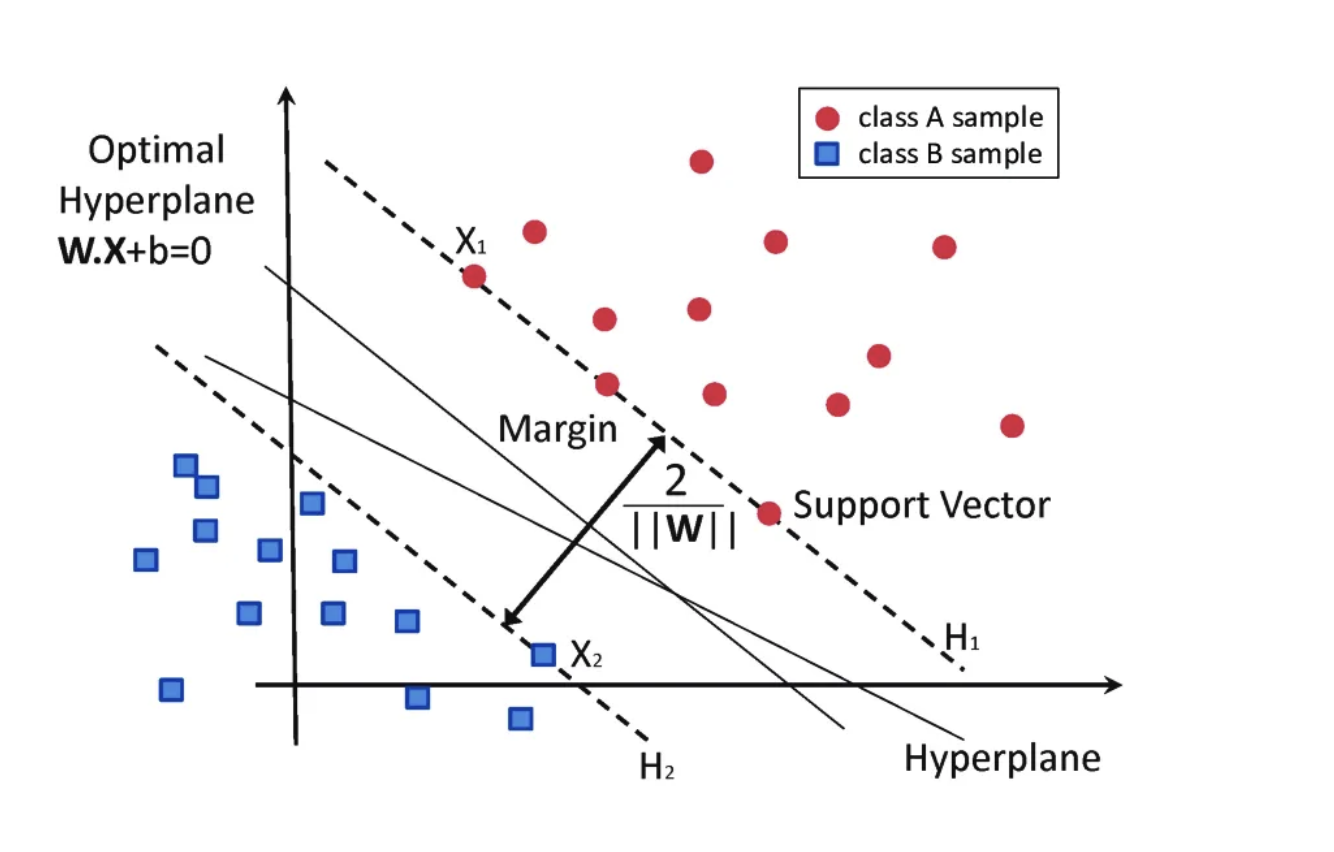 class A sample
class B sample
Optimal
Hyperplane
W.X+b=0
X₁
Margin
2
||W||
Support Vector
H₁
X₂
Hyperplane
H₂